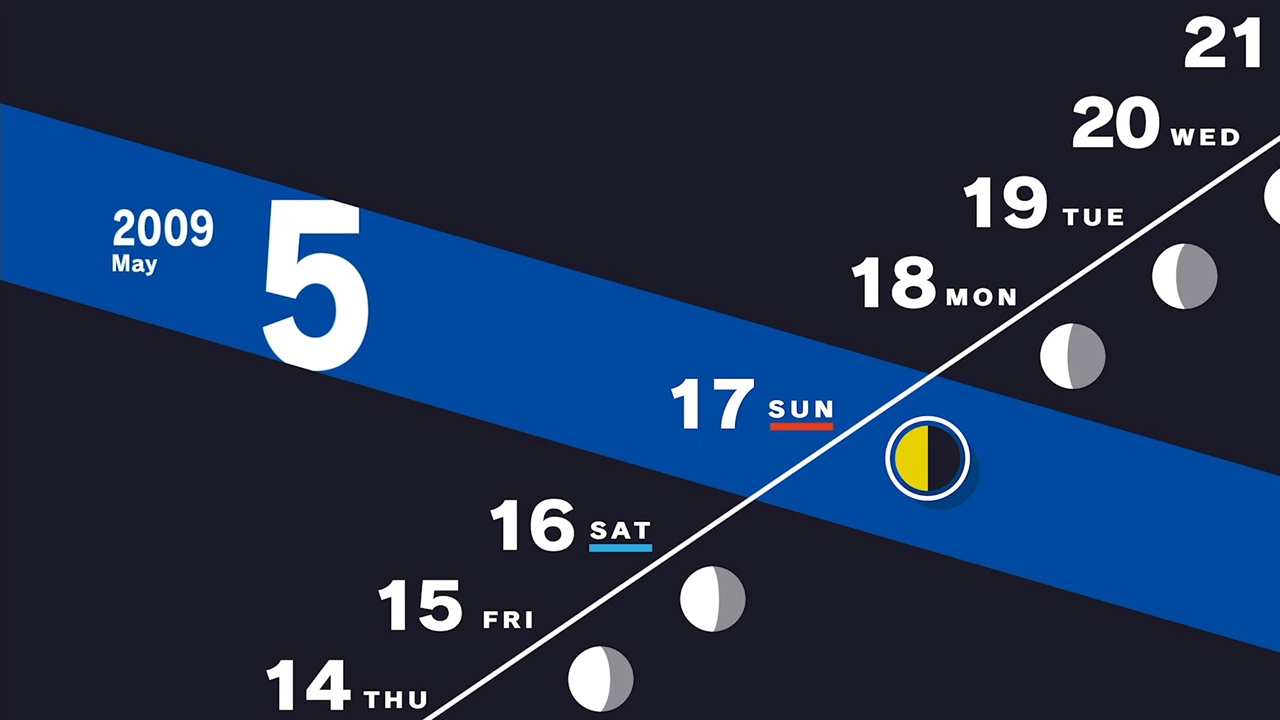 21
20 WED
19 TUE
2009
May
5
18 MON
17 SUN
16 SAT
15 FRI
14 THU